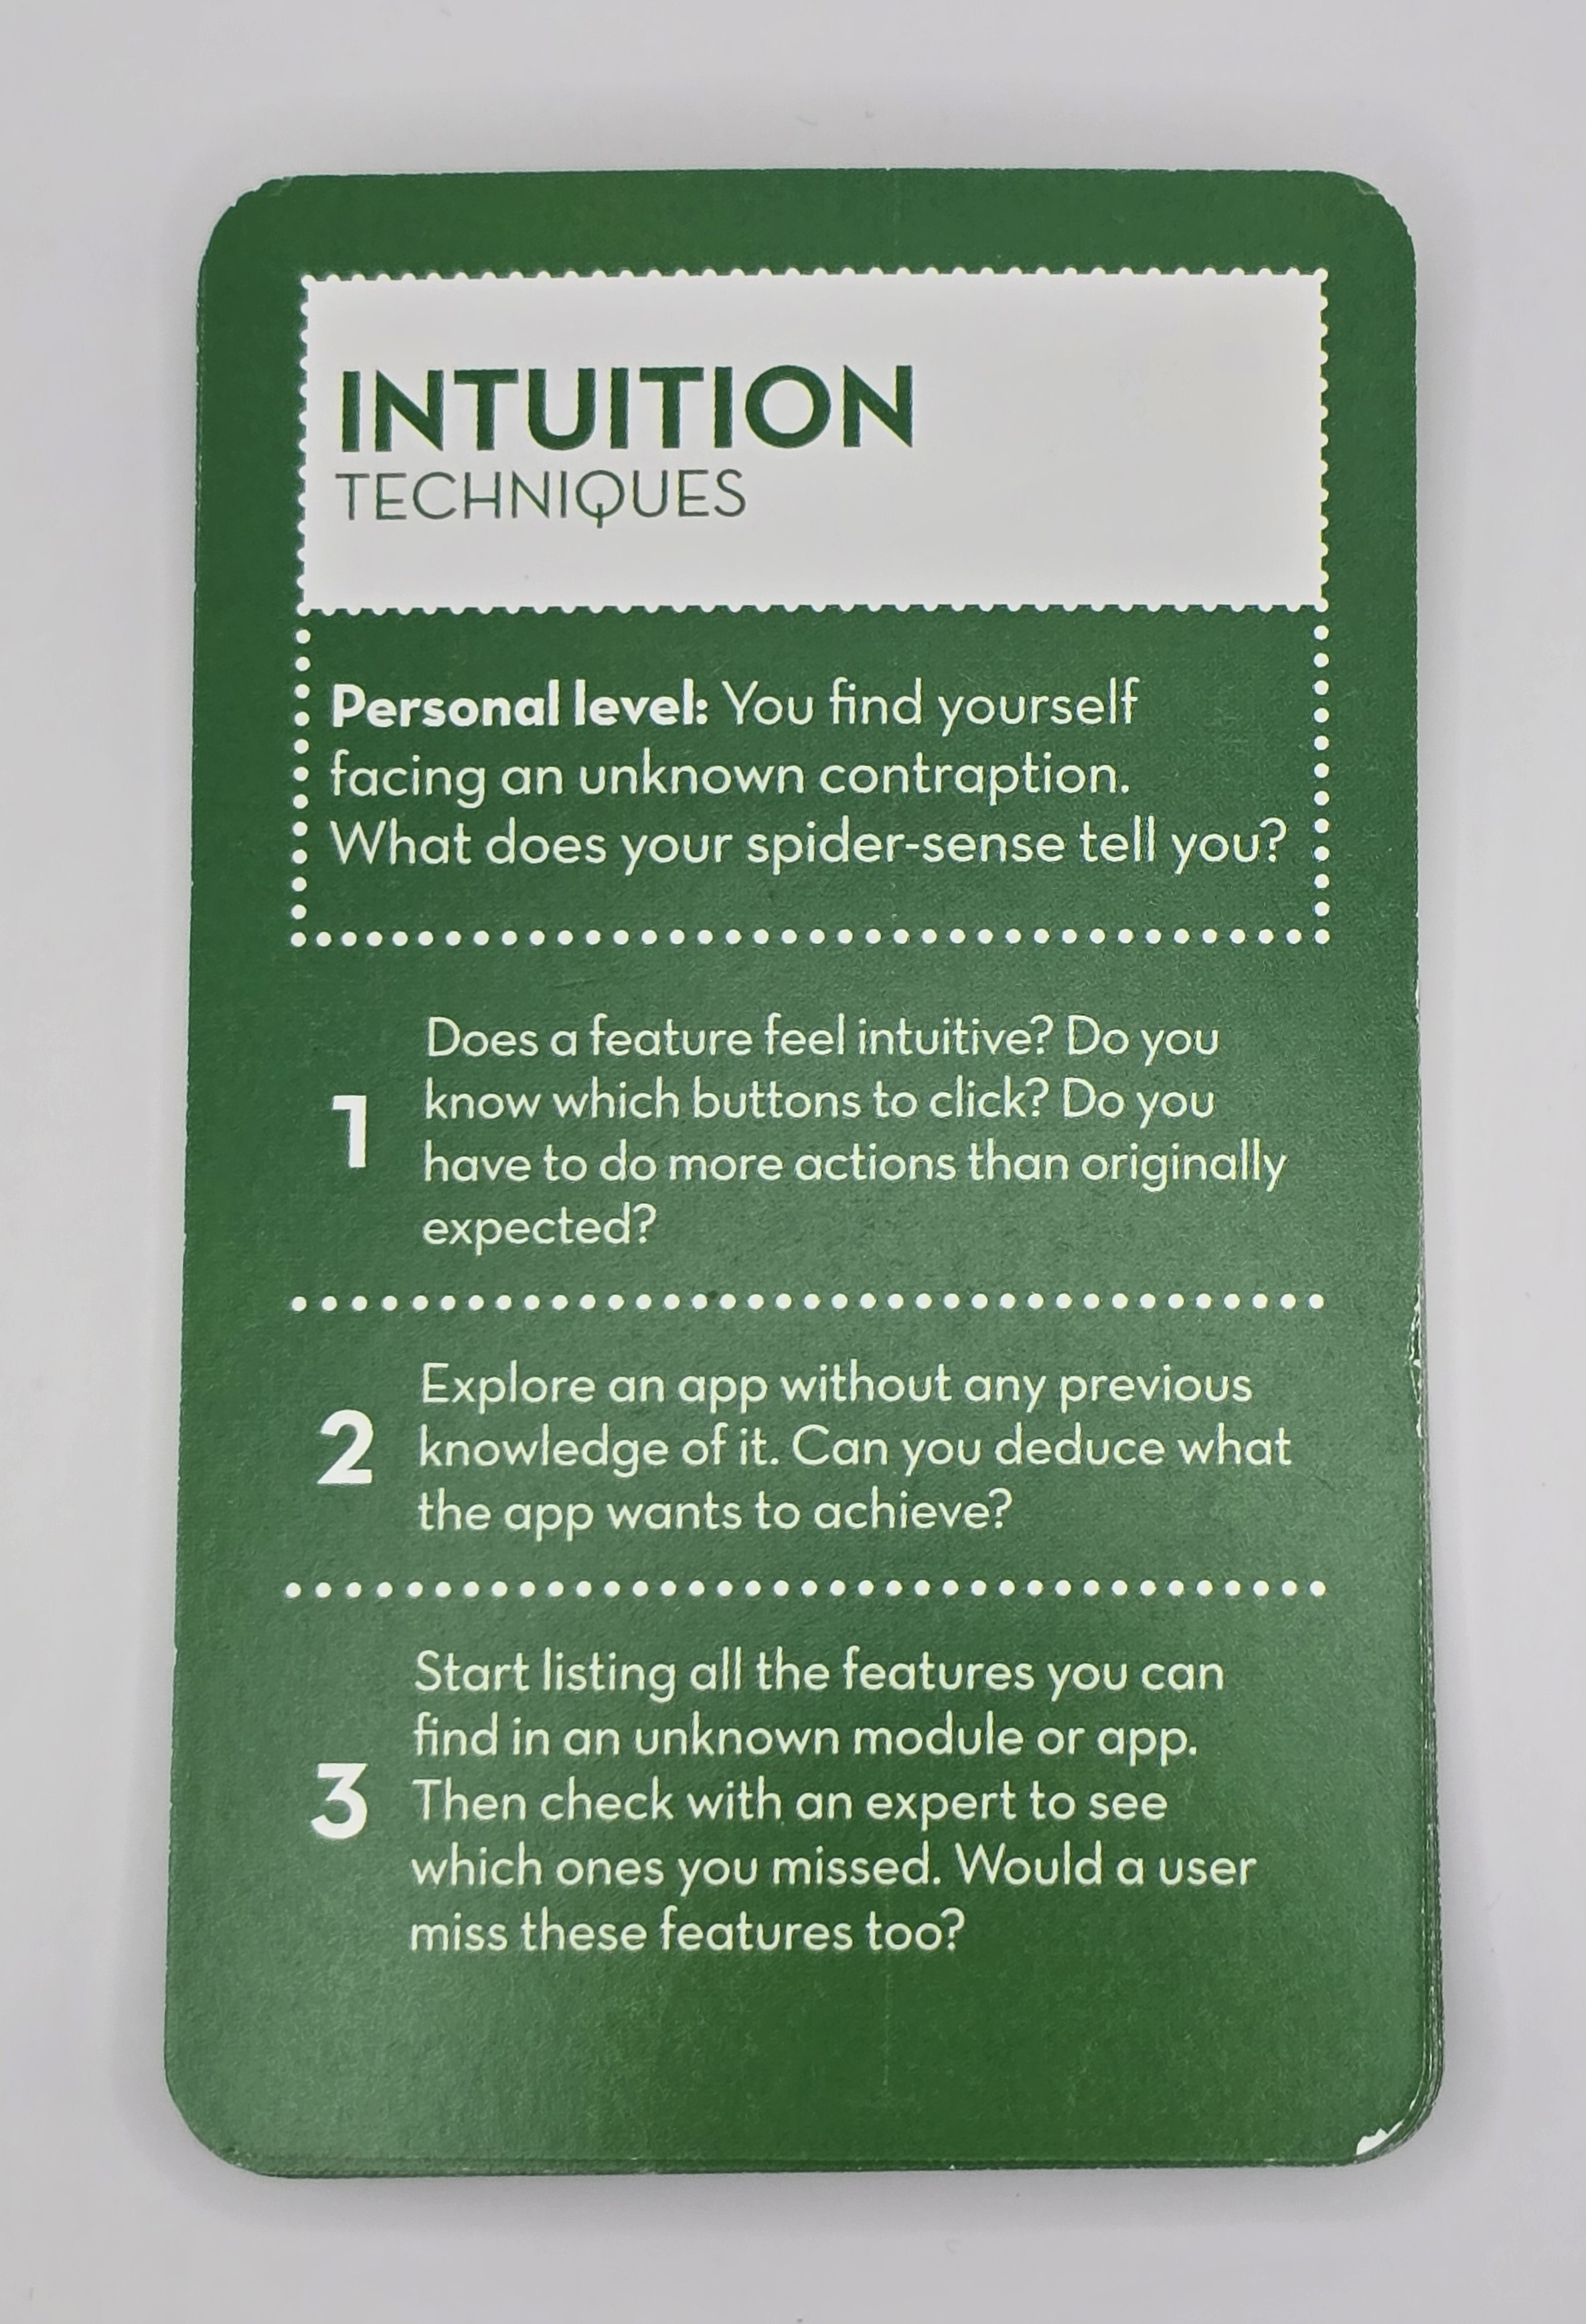 INTUITION
TECHNIQUES
Personal level: You find yourself
facing an unknown contraption.
What does your spider-sense tell you?
1
Does a feature feel intuitive? Do you
know which buttons to click? Do you
have to do more actions than originally
expected?
2
Explore an app without any previous
knowledge of it. Can you deduce what
the app wants to achieve?
3
Start listing all the features you can
find in an unknown module or app.
Then check with an expert to see
which ones you missed. Would a user
miss these features too?